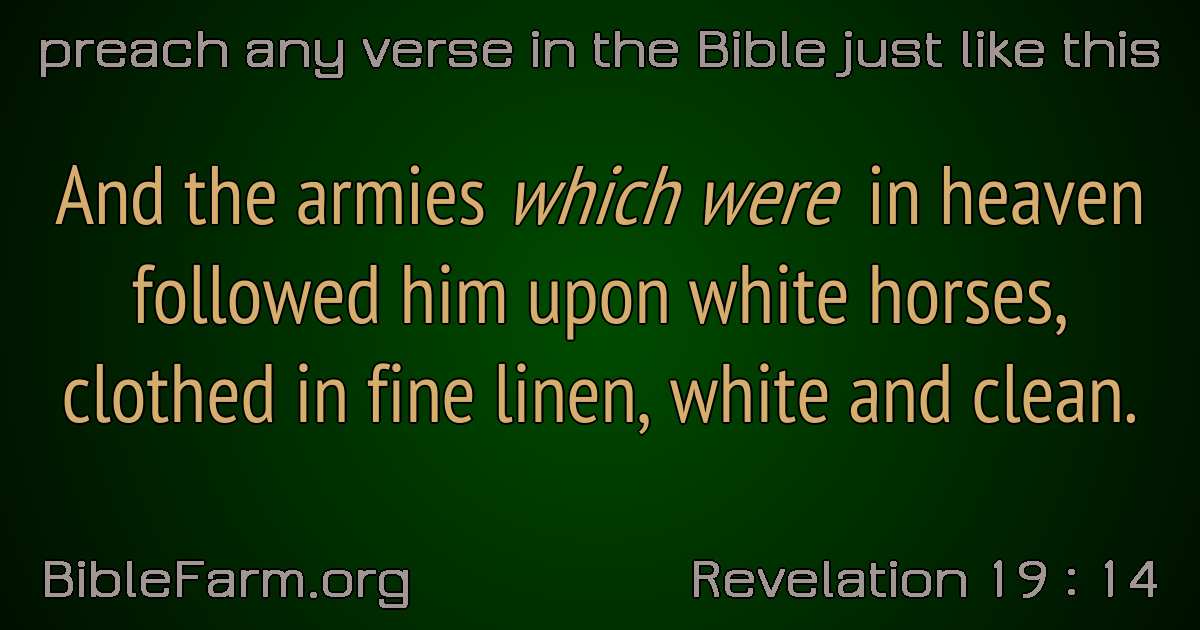 preach any verse in the Bible just like this
And the armies which were in heaven
followed him upon white horses,
clothed in fine linen, white and clean.
BibleFarm.org
Revelation 19 : 14